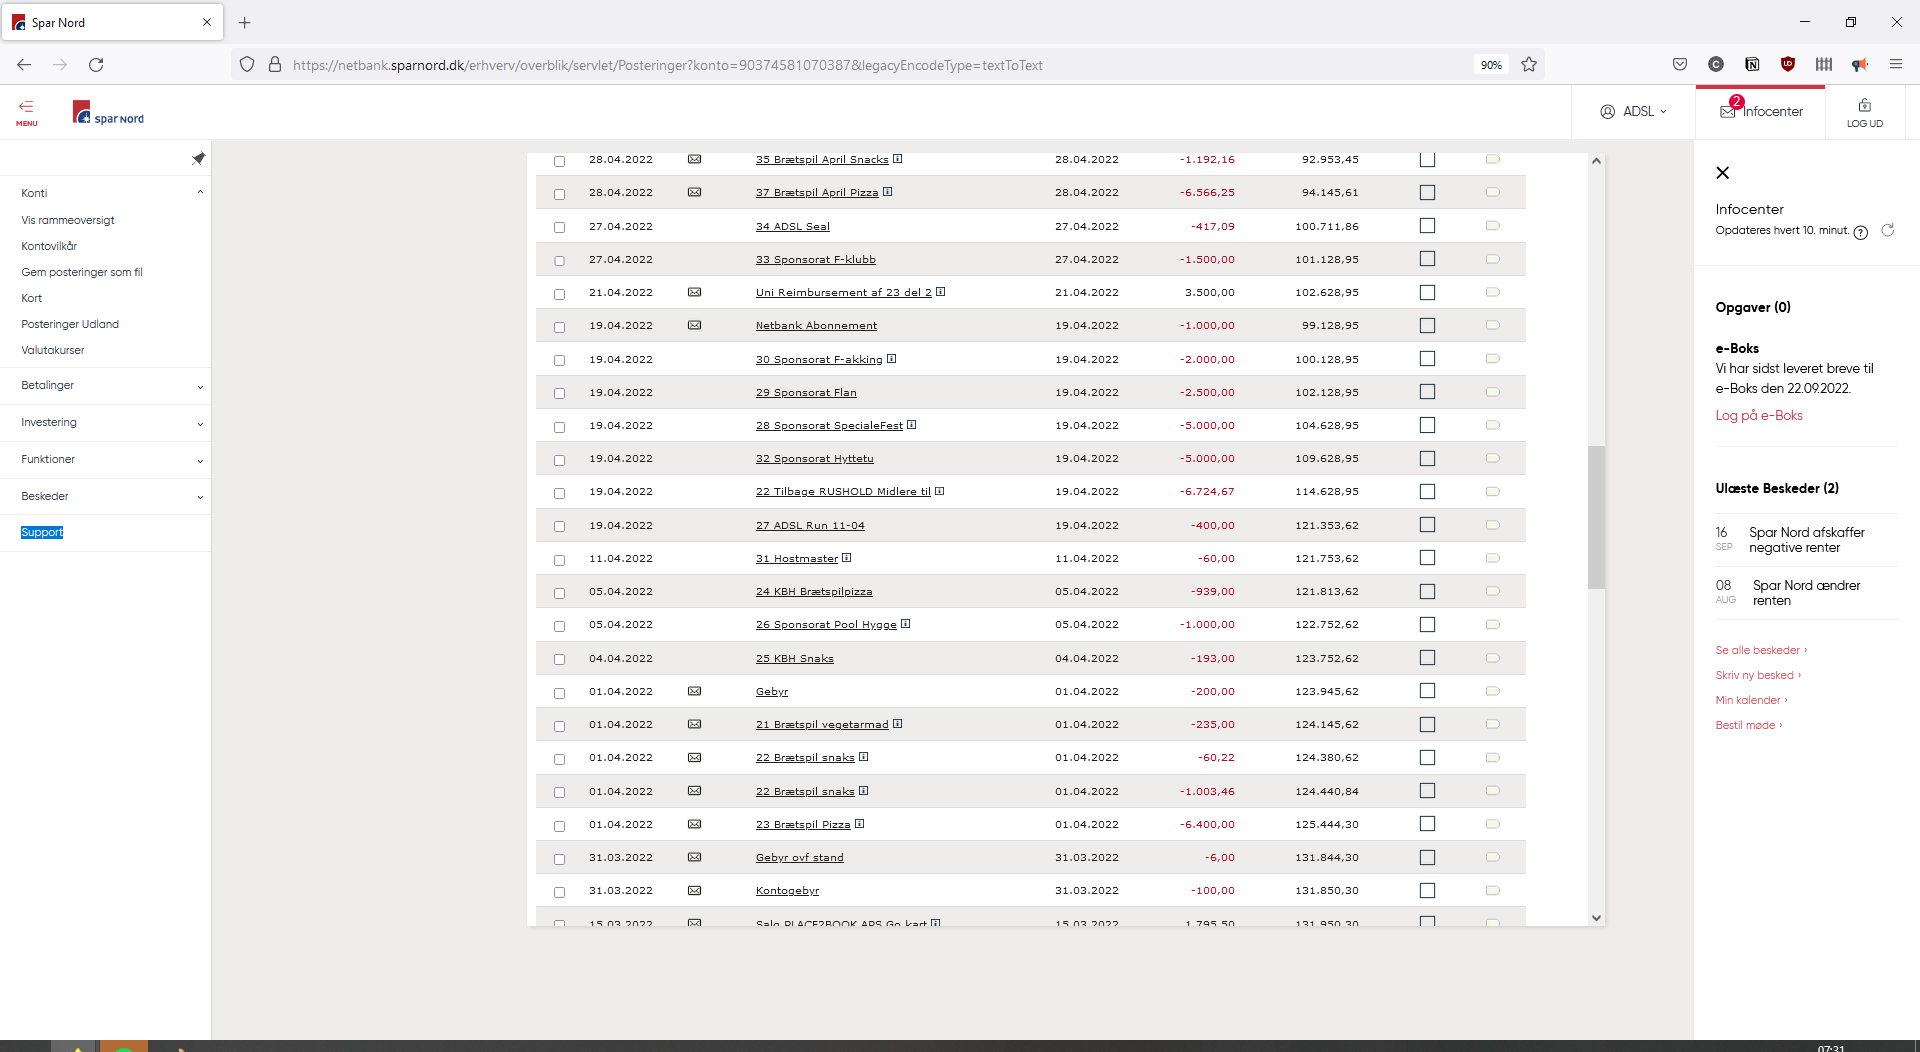 Spar Nord
https://netbank.sparnord.dk/erhverv/overblik/servlet/Posteringer?konto=90374581070387&legacyEncodeType=textToText
90%
MENU
spar nord
ADSL
2
Infocenter
LOG UD
Konti
Vis rammeoversigt
Kontovilkår
Gem posteringer som fil
Kort
Posteringer Udland
Valutakurser
Betalinger
Investering
Funktioner
Beskeder
Support
28.04.2022 35 Brætspil April Snacks 28.04.2022 -1.192,16 92.953,45
28.04.2022 37 Brætspil April Pizza 28.04.2022 -6.566,25 94.145,61
27.04.2022 34 ADSL Seal 27.04.2022 -417,09 100.711,86
27.04.2022 33 Sponsorat F-klubb 27.04.2022 -1.500,00 101.128,95
21.04.2022 Uni Reimbursement af 23 del 2 21.04.2022 3.500,00 102.628,95
19.04.2022 Netbank Abonnement 19.04.2022 -1.000,00 99.128,95
19.04.2022 30 Sponsorat F-akking 19.04.2022 -2.000,00 100.128,95
19.04.2022 29 Sponsorat Flan 19.04.2022 -2.500,00 102.128,95
19.04.2022 28 Sponsorat SpecialeFest 19.04.2022 -5.000,00 104.628,95
19.04.2022 32 Sponsorat Hyttetu 19.04.2022 -5.000,00 109.628,95
19.04.2022 22 Tilbage RUSHOLD Midlere til 19.04.2022 -6.724,67 114.628,95
19.04.2022 27 ADSL Run 11-04 19.04.2022 -400,00 121.353,62
11.04.2022 31 Hostmaster 11.04.2022 -60,00 121.753,62
05.04.2022 24 KBH Brætspilpizza 05.04.2022 -939,00 121.813,62
05.04.2022 26 Sponsorat Pool Hygge 05.04.2022 -1.000,00 122.752,62
04.04.2022 25 KBH Snaks 04.04.2022 -193,00 123.752,62
01.04.2022 Gebyr 01.04.2022 -200,00 123.945,62
01.04.2022 21 Brætspil vegetarmad 01.04.2022 -235,00 124.145,62
01.04.2022 22 Brætspil snaks 01.04.2022 -60,22 124.380,62
01.04.2022 22 Brætspil snaks 01.04.2022 -1.003,46 124.440,84
01.04.2022 23 Brætspil Pizza 01.04.2022 -6.400,00 125.444,30
31.03.2022 Gebyr ovf stand 31.03.2022 -6,00 131.844,30
31.03.2022 Kontogebyr 31.03.2022 -100,00 131.850,30
15.03.2022 Salg PLACE2BOOK APS Go kart 15.03.2022 1.795,50 131.950,30
Infocenter
Opdateres hvert 10. minut.
Opgaver (0)
e-Boks
Vi har sidst leveret breve til
e-Boks den 22.09.2022.
Log på e-Boks
Ulæste Beskeder (2)
16 SEP Spar Nord afskaffer
negative renter
08 AUG Spar Nord ændrer
renten
Se alle beskeder ›
Skriv ny besked ›
Min kalender ›
Bestil møde ›
07:31